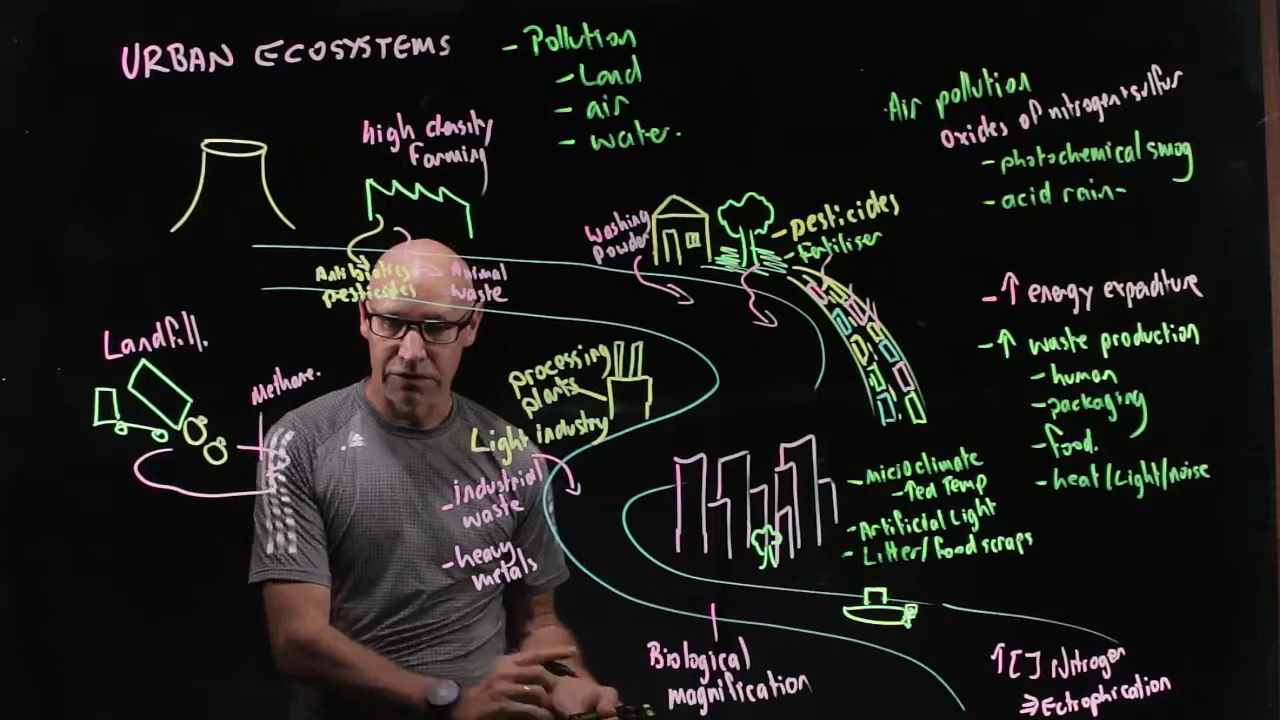 URBAN ECOSYSTEMS
- Pollution
- Land
- air
- water.
high density
farming
Antibiotics
pesticides
Animal
waste
Landfill.
Methane.
processing
plants
Light industry
- industrial
waste
- heavy
metals
washing
powder
- pesticides
- fertiliser
- microclimate
- ↑ed Temp
- Artificial Light
- Litter/food scraps
Biological
magnification
Air pollution
oxides of nitrogen + sulfur
- photochemical smog
- acid rain -
- ↑ energy expenditure
- ↑ waste production
- human
- packaging
- food.
- heat/Light/noise
↑[ ] Nitrogen
⇒ Ectrophication